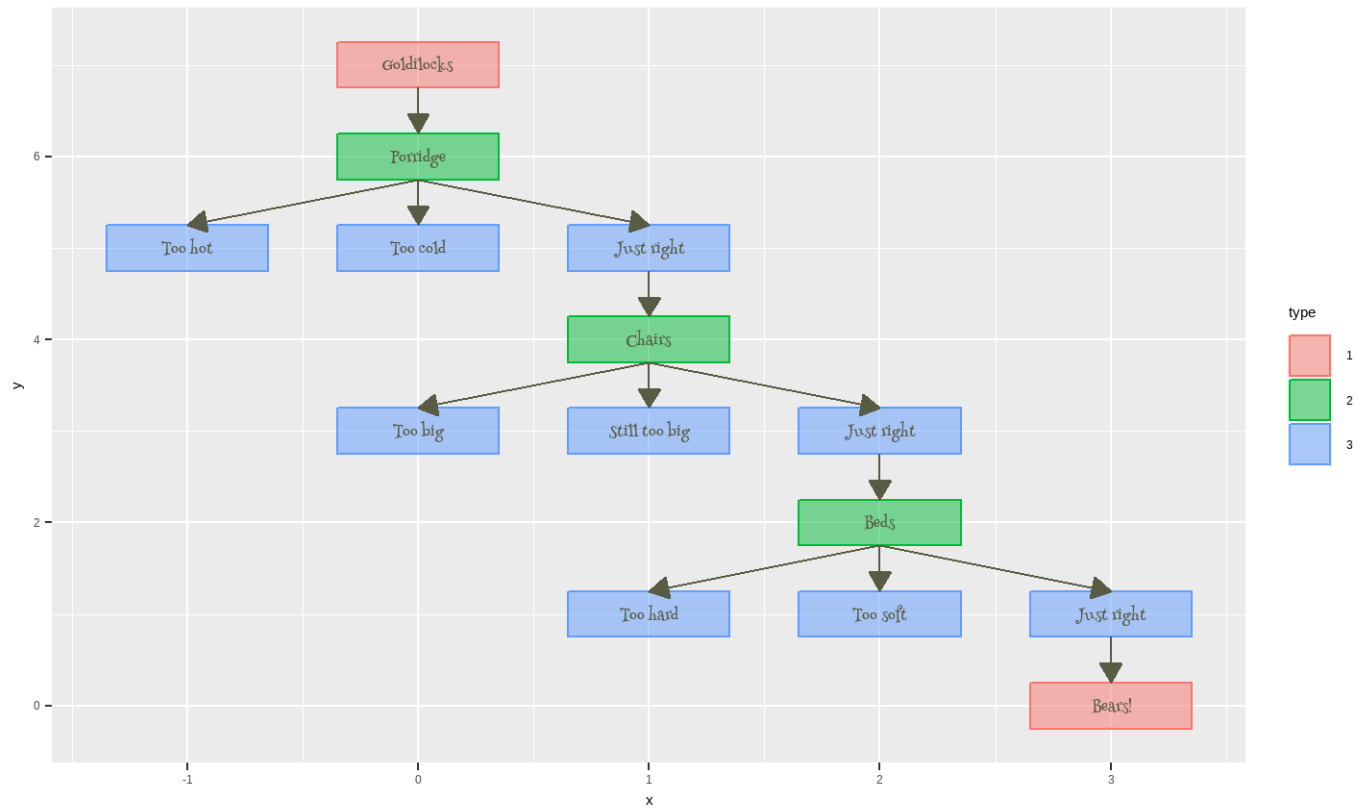 Goldilocks
6
Porridge
Too hot
Too cold
Just right
4
Chairs
Too big
Still too big
Just right
2
Beds
Too hard
Too soft
Just right
0
Bears!
-1
0
1
2
3
x
y
type
1
2
3